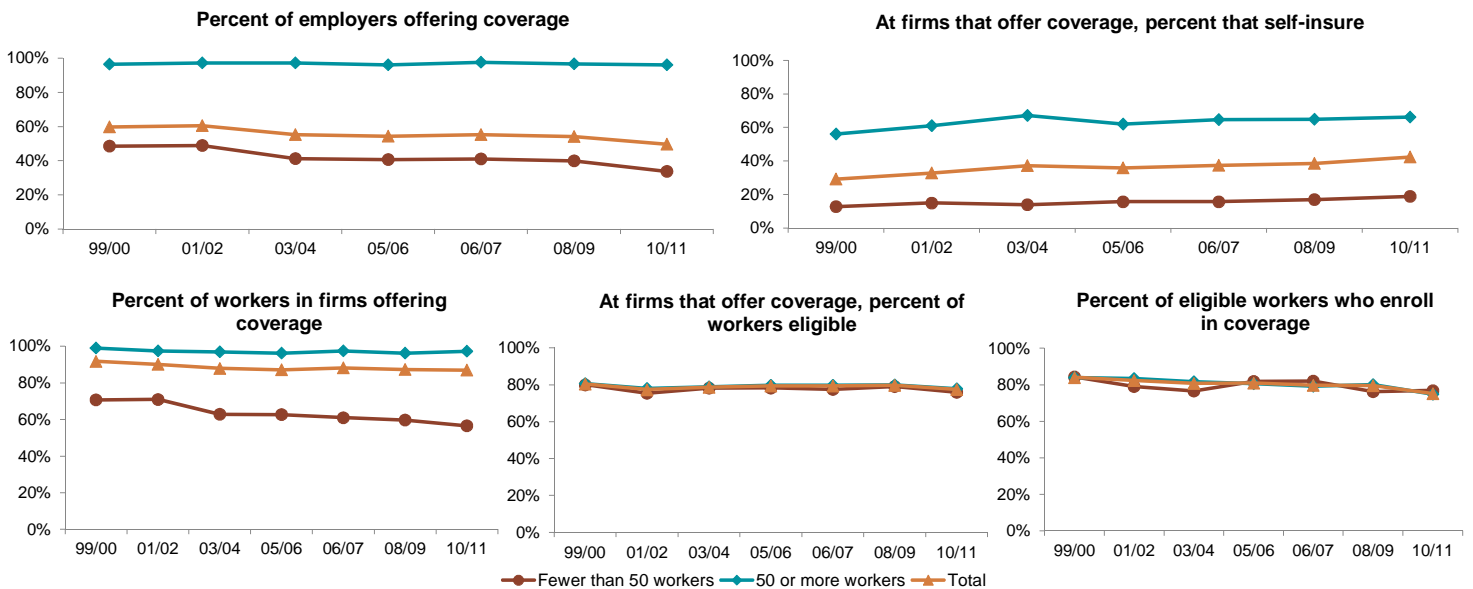 Percent of employers offering coverage
100%
80%
60%
40%
20%
0%
99/00 01/02 03/04 05/06 06/07 08/09 10/11
At firms that offer coverage, percent that self-insure
100%
80%
60%
40%
20%
0%
99/00 01/02 03/04 05/06 06/07 08/09 10/11
Percent of workers in firms offering
coverage
100%
80%
60%
40%
20%
0%
99/00 01/02 03/04 05/06 06/07 08/09 10/11
At firms that offer coverage, percent of
workers eligible
100%
80%
60%
40%
20%
0%
99/00 01/02 03/04 05/06 06/07 08/09 10/11
Percent of eligible workers who enroll
in coverage
100%
80%
60%
40%
20%
0%
99/00 01/02 03/04 05/06 06/07 08/09 10/11
Fewer than 50 workers 50 or more workers Total